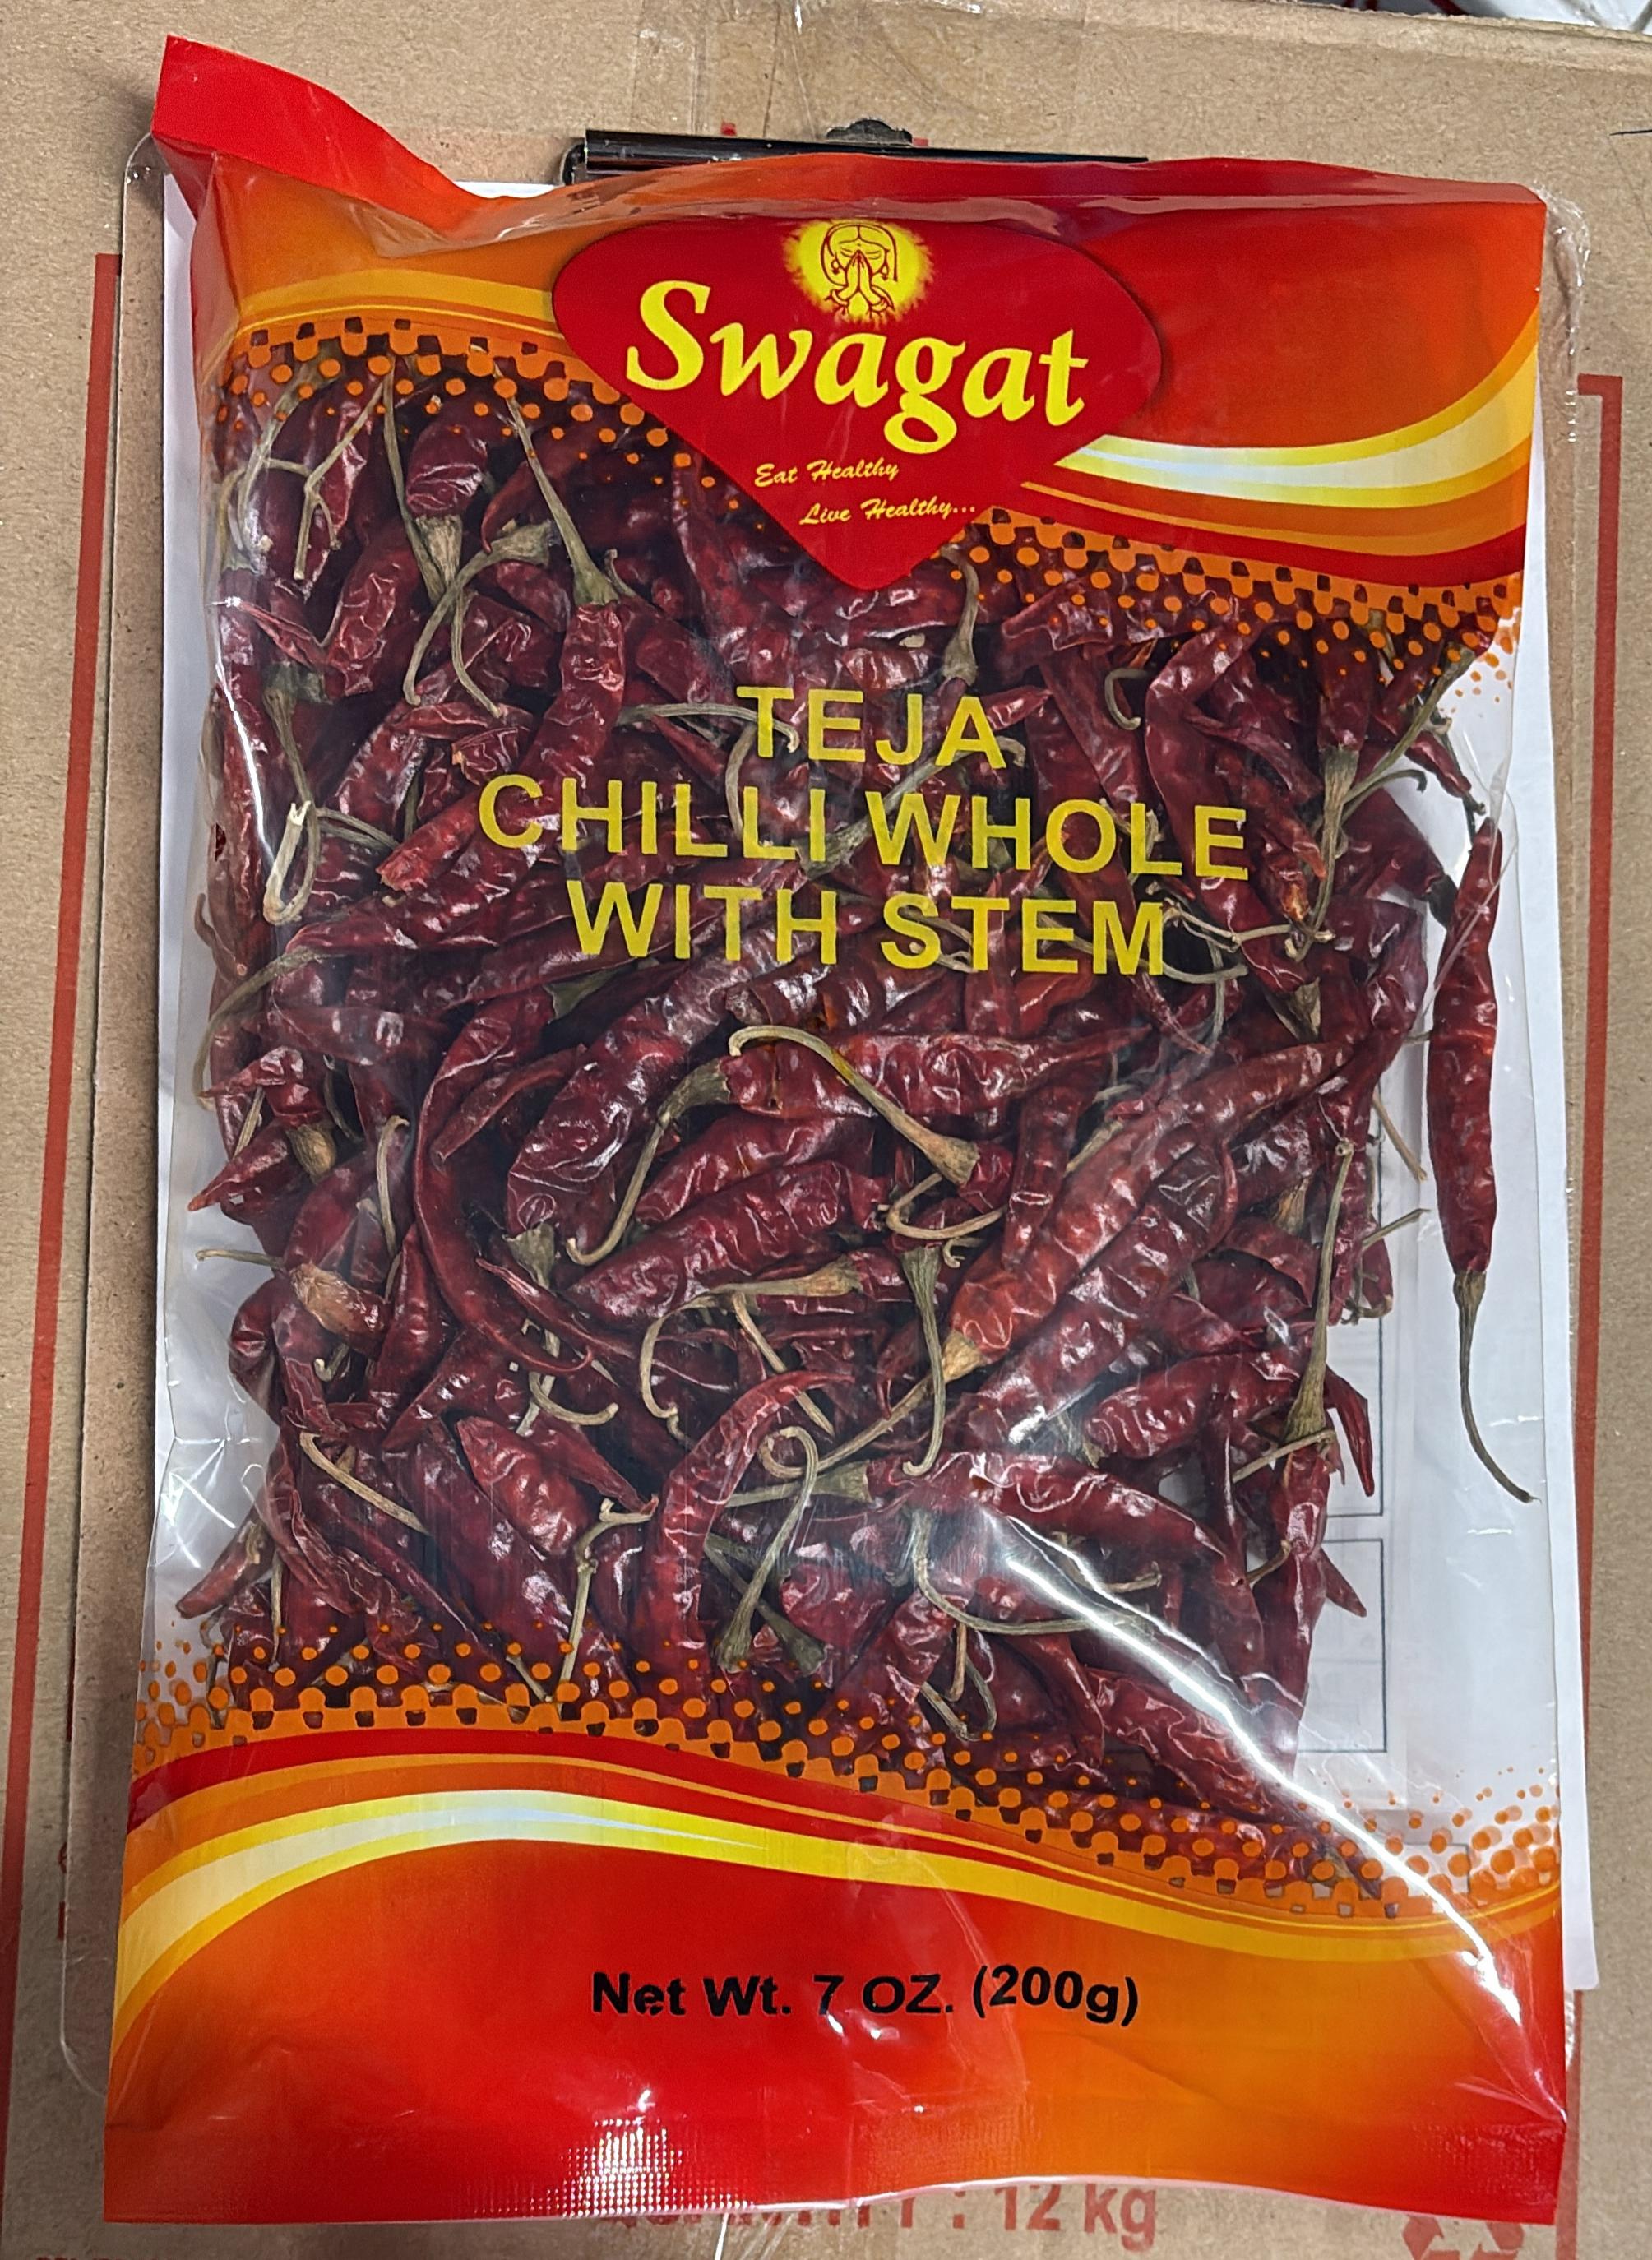 Swagat
Eat Healthy
Live Healthy...
TEJA
CHILLI WHOLE
WITH STEM
Net Wt. 7 OZ. (200g)
: 12 kg